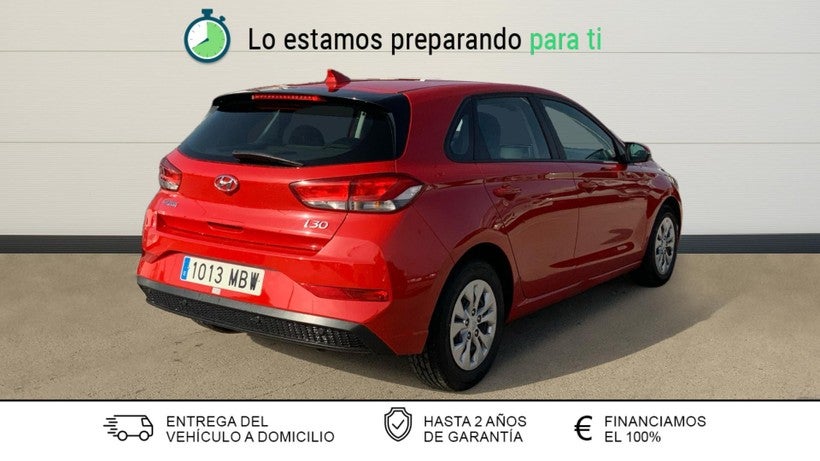 Lo estamos preparando para ti
i30
1013 MBW
ENTREGA DEL
VEHÍCULO A DOMICILIO
HASTA 2 AÑOS
DE GARANTÍA
FINANCIAMOS
EL 100%